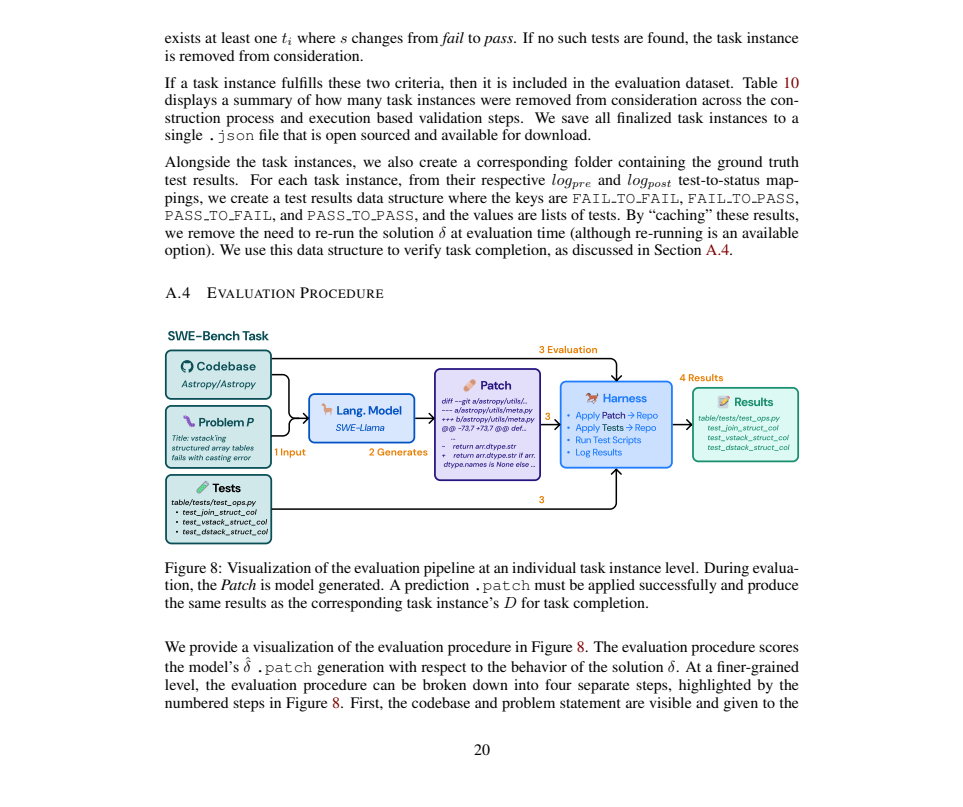 exists at least one tᵢ where s changes from fail to pass. If no such tests are found, the task instance
is removed from consideration.
If a task instance fulfills these two criteria, then it is included in the evaluation dataset. Table 10
displays a summary of how many task instances were removed from consideration across the con-
struction process and execution based validation steps. We save all finalized task instances to a
single .json file that is open sourced and available for download.
Alongside the task instances, we also create a corresponding folder containing the ground truth
test results. For each task instance, from their respective log_pre and log_post test-to-status map-
pings, we create a test results data structure where the keys are FAIL_TO_FAIL, FAIL_TO_PASS,
PASS_TO_FAIL, and PASS_TO_PASS, and the values are lists of tests. By “caching” these results,
we remove the need to re-run the solution δ at evaluation time (although re-running is an available
option). We use this data structure to verify task completion, as discussed in Section A.4.
A.4 EVALUATION PROCEDURE
SWE-Bench Task
Codebase
Astropy/Astropy
Problem P
Title: vstack'ing
structured array tables
fails with casting error
Tests
table/tests/test_ops.py
• test_join_struct_col
• test_vstack_struct_col
• test_dstack_struct_col
1 Input
Lang. Model
SWE-Llama
2 Generates
Patch
diff --git a/astropy/utils/..
--- a/astropy/utils/meta.py
+++ b/astropy/utils/meta.py
@@ -73,7 +73,7 @@ def...
...
- return arr.dtype.str
+ return arr.dtype.str if arr.
dtype.names is None else ..
3 Evaluation
3
3
Harness
• Apply Patch → Repo
• Apply Tests → Repo
• Run Test Scripts
• Log Results
4 Results
Results
table/tests/test_ops.py
test_join_struct_col
test_vstack_struct_col
test_dstack_struct_col
Figure 8: Visualization of the evaluation pipeline at an individual task instance level. During evalua-
tion, the Patch is model generated. A prediction .patch must be applied successfully and produce
the same results as the corresponding task instance’s D for task completion.
We provide a visualization of the evaluation procedure in Figure 8. The evaluation procedure scores
the model’s δ̂ .patch generation with respect to the behavior of the solution δ. At a finer-grained
level, the evaluation procedure can be broken down into four separate steps, highlighted by the
numbered steps in Figure 8. First, the codebase and problem statement are visible and given to the
20